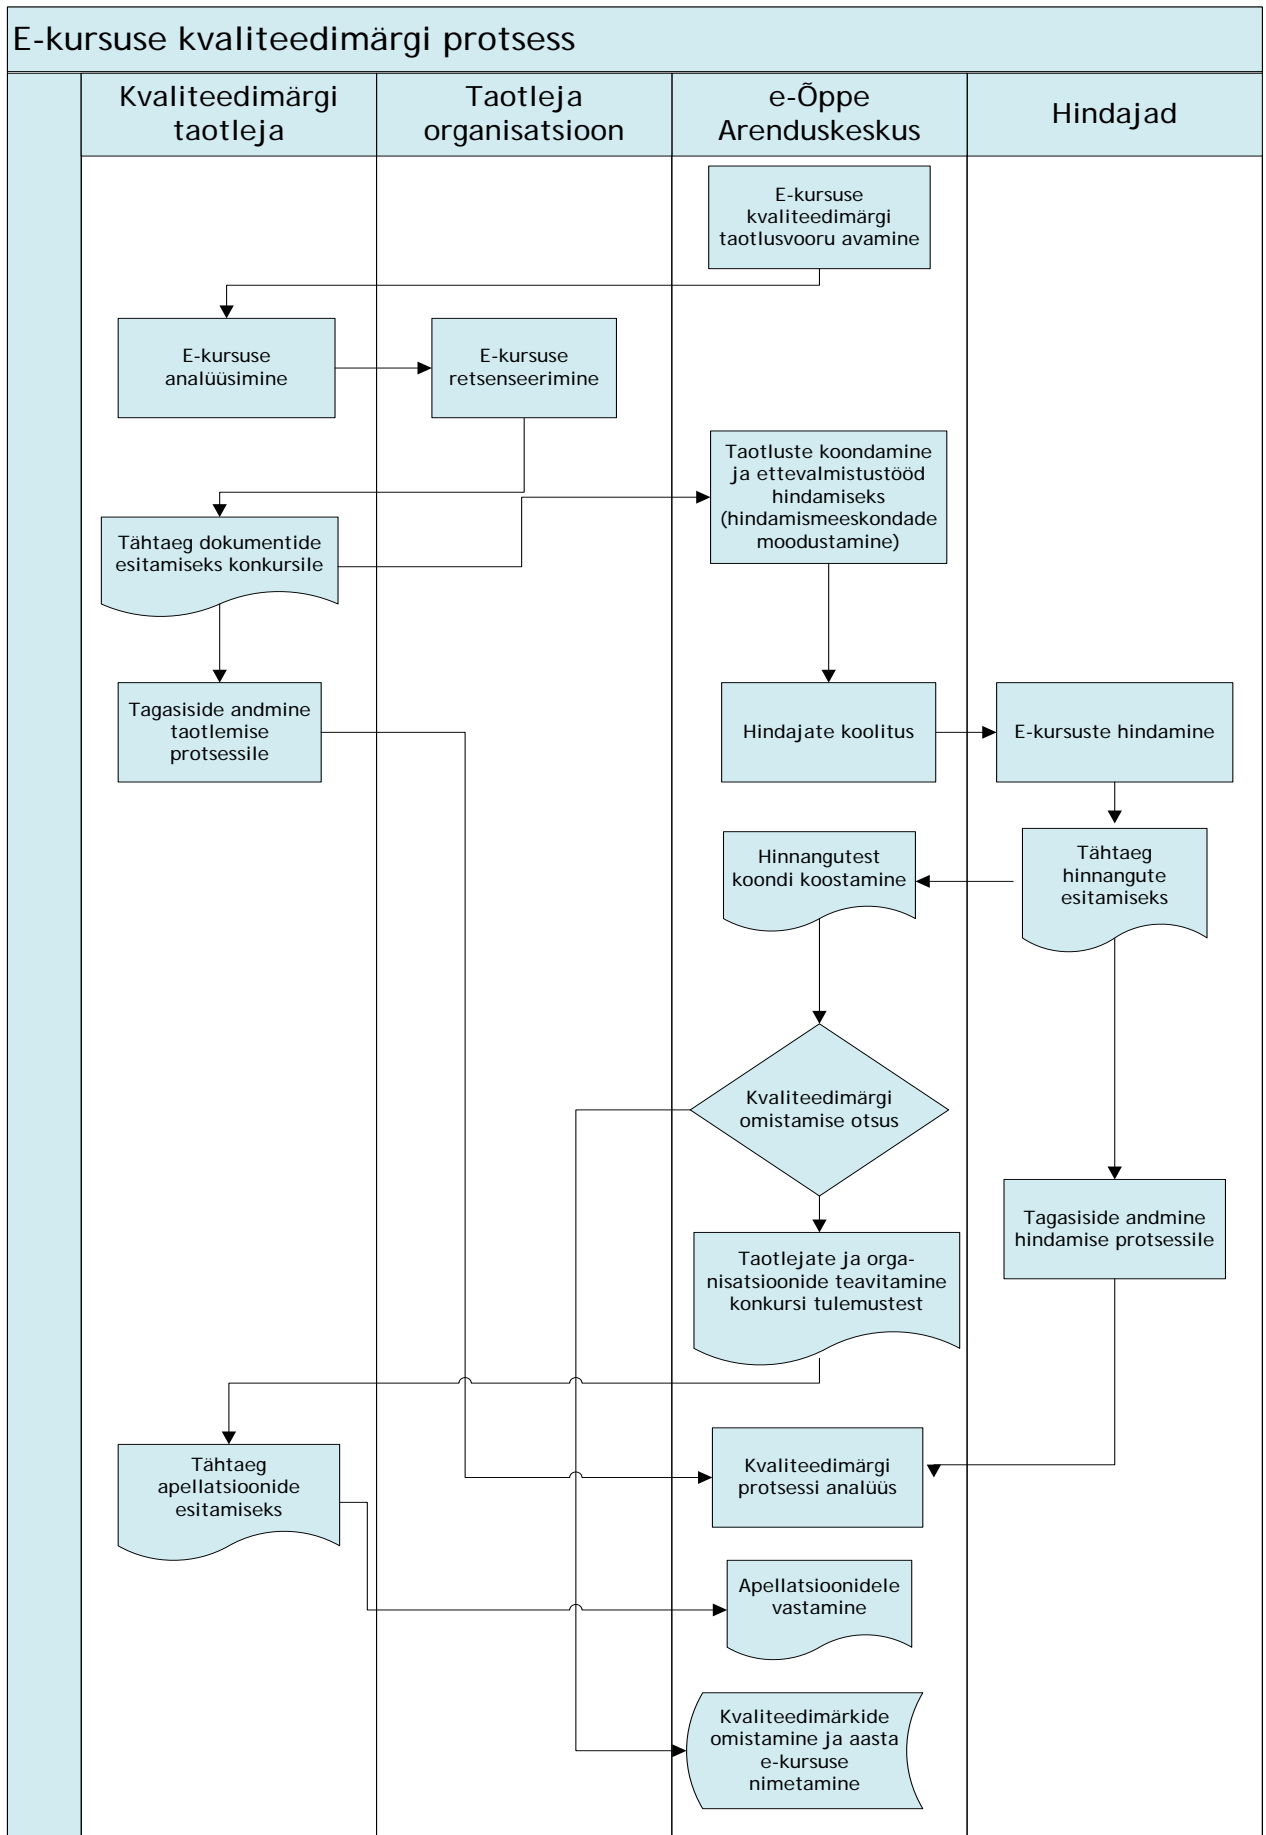 E-kursuse kvaliteedimärgi protsess
Kvaliteedimärgi
taotleja
Taotleja
organisatsioon
e-Õppe
Arenduskeskus
Hindajad
E-kursuse
kvaliteedimärgi
taotlusvooru avamine
E-kursuse
analüüsimine
E-kursuse
retsenseerimine
Taotluste koondamine
ja ettevalmistustööd
hindamiseks
(hindamismeeskondade
moodustamine)
Tähtaeg dokumentide
esitamiseks konkursile
Tagasiside andmine
taotlemise
protsessile
Hindajate koolitus
E-kursuste hindamine
Hinnangutest
koondi koostamine
Tähtaeg
hinnangute
esitamiseks
Kvaliteedimärgi
omistamise otsus
Tagasiside andmine
hindamise protsessile
Taotlejate ja orga-
nisatsioonide teavitamine
konkursi tulemustest
Tähtaeg
apellatsioonide
esitamiseks
Kvaliteedimärgi
protsessi analüüs
Apellatsioonidele
vastamine
Kvaliteedimärkide
omistamine ja aasta
e-kursuse
nimetamine